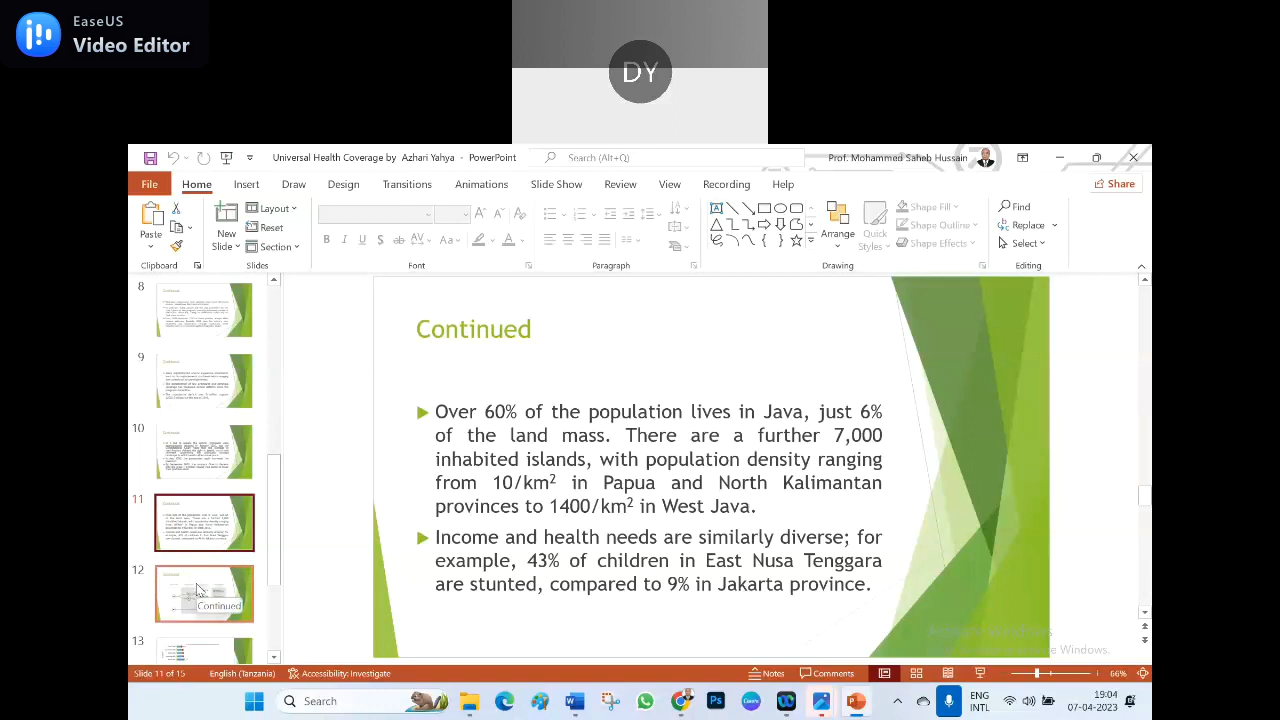 EaseUS
Video Editor
DY
Universal Health Coverage by Azhari Yahya - PowerPoint
Search (Alt+Q)
Prof. Mohammed Saheb Hussain
File
Home
Insert
Draw
Design
Transitions
Animations
Slide Show
Review
View
Recording
Help
Share
Paste
Clipboard
New
Slide
Layout
Reset
Section
Slides
B I U S ab AV Aa A
Font
Paragraph
Arrange
Quick
Styles
Shape Fill
Shape Outline
Shape Effects
Drawing
Find
Replace
Select
Editing
8
9
10
11
12
13
Continued
Continued
Over 60% of the population lives in Java, just 6%
of the land mass. There are a further 7,000
inhabited islands, with population density ranging
from 10/km² in Papua and North Kalimantan
provinces to 1400/km² in West Java.
Income and health needs are similarly diverse; for
example, 43% of children in East Nusa Tenggara
are stunted, compared to 9% in Jakarta province.
Slide 11 of 15
English (Tanzania)
Accessibility: Investigate
Notes
Comments
66%
Search
ENG
INTL
19:04
07-04-2023